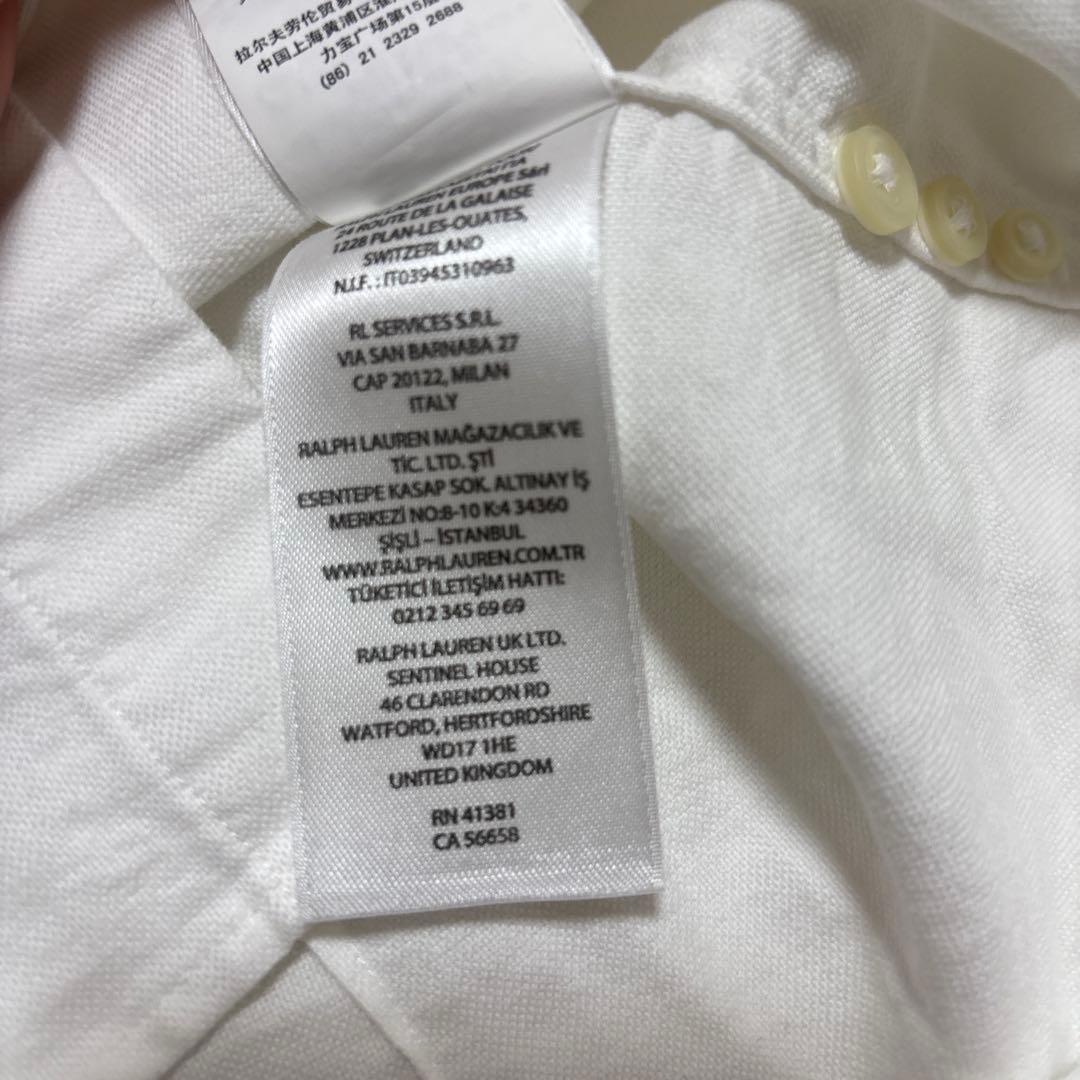 拉尔夫劳伦贸易
中国上海黄浦区淮
力宝广场第15层
(86) 21 2329 2688
LAUREN EUROPE Sàrl
24 ROUTE DE LA GALAISE
1228 PLAN-LES-OUATES,
SWITZERLAND
N.I.F. : IT03945310963
RL SERVICES S.R.L.
VIA SAN BARNABA 27
CAP 20122, MILAN
ITALY
RALPH LAUREN MAĞAZACILIK VE
TİC. LTD. ŞTİ
ESENTEPE KASAP SOK. ALTINAY İŞ
MERKEZİ NO:8-10 K:4 34360
ŞİŞLİ – İSTANBUL
WWW.RALPHLAUREN.COM.TR
TÜKETİCİ İLETİŞİM HATTI:
0212 345 69 69
RALPH LAUREN UK LTD.
SENTINEL HOUSE
46 CLARENDON RD
WATFORD, HERTFORDSHIRE
WD17 1HE
UNITED KINGDOM
RN 41381
CA 56658